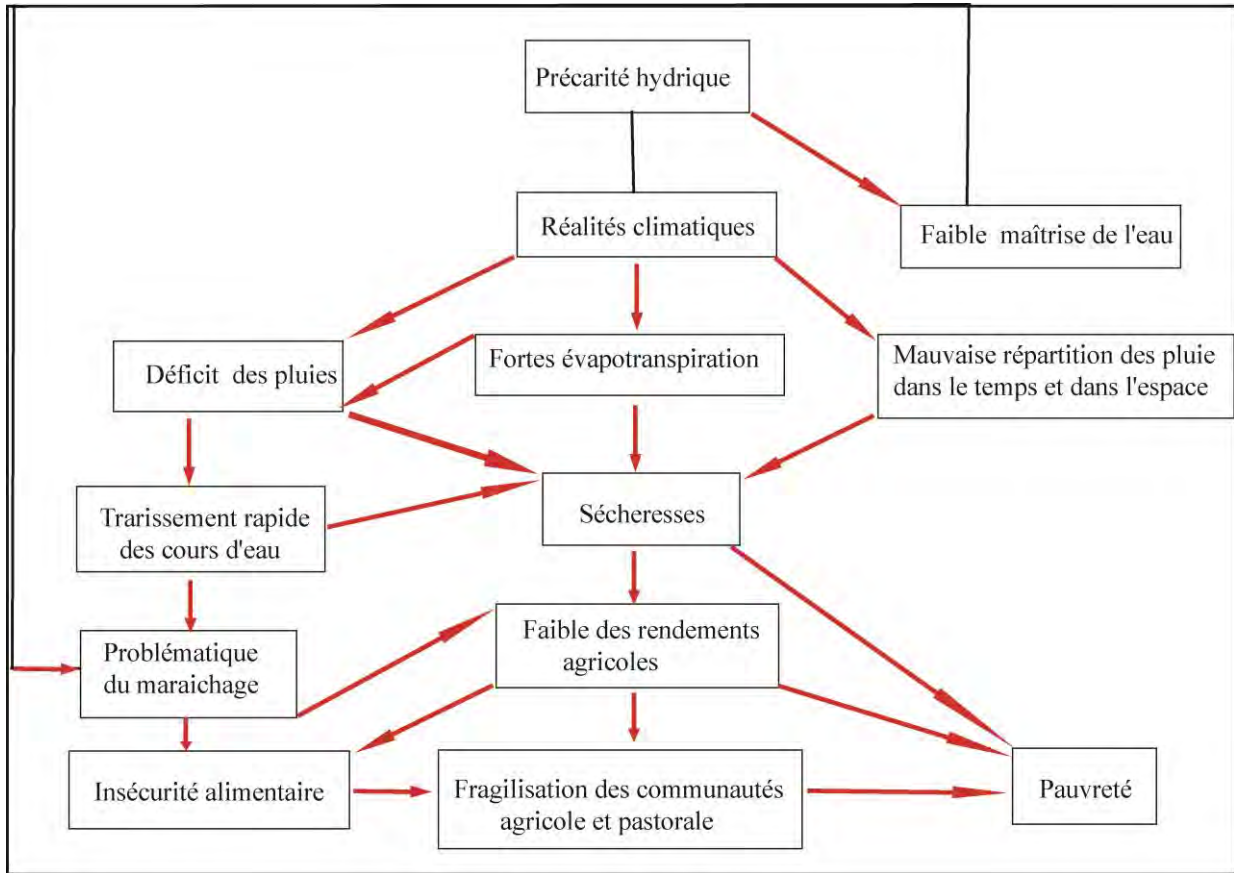 Précarité hydrique
Réalités climatiques
Faible maîtrise de l'eau
Déficit des pluies
Fortes évapotranspiration
Mauvaise répartition des pluie
dans le temps et dans l'espace
Trarissement rapide
des cours d'eau
Sécheresses
Problématique
du maraichage
Faible des rendements
agricoles
Insécurité alimentaire
Fragilisation des communautés
agricole et pastorale
Pauvreté